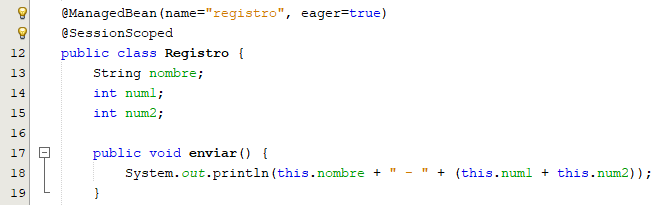 @ManagedBean(name="registro", eager=true)
@SessionScoped
12 public class Registro {
13 String nombre;
14 int num1;
15 int num2;
16
17 public void enviar() {
18 System.out.println(this.nombre + " - " + (this.num1 + this.num2));
19 }